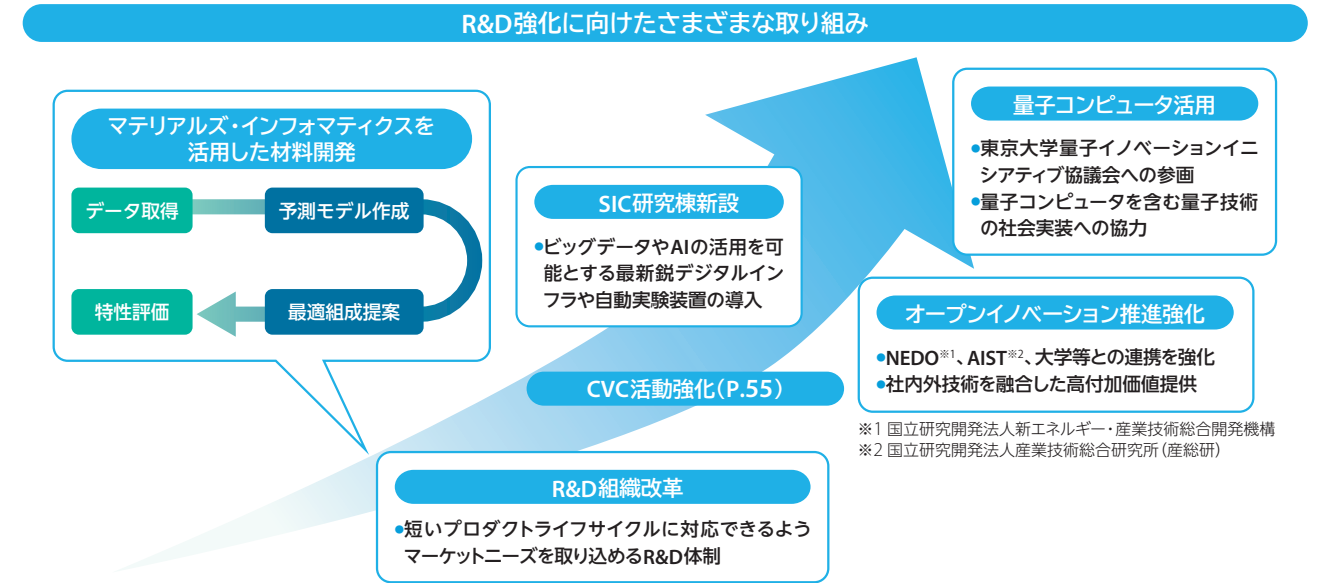 R&D強化に向けたさまざまな取り組み
マテリアルズ・インフォマティクスを
活用した材料開発
データ取得
予測モデル作成
特性評価
最適組成提案
SIC研究棟新設
•ビッグデータやAIの活用を可
能とする最新鋭デジタルイン
フラや自動実験装置の導入
量子コンピュータ活用
•東京大学量子イノベーションイニ
シアティブ協議会への参画
•量子コンピュータを含む量子技術
の社会実装への協力
オープンイノベーション推進強化
•NEDO※1、AIST※2、大学等との連携を強化
•社内外技術を融合した高付加価値提供
※1 国立研究開発法人新エネルギー・産業技術総合開発機構
※2 国立研究開発法人産業技術総合研究所(産総研)
CVC活動強化(P.55)
R&D組織改革
•短いプロダクトライフサイクルに対応できるよう
マーケットニーズを取り込めるR&D体制